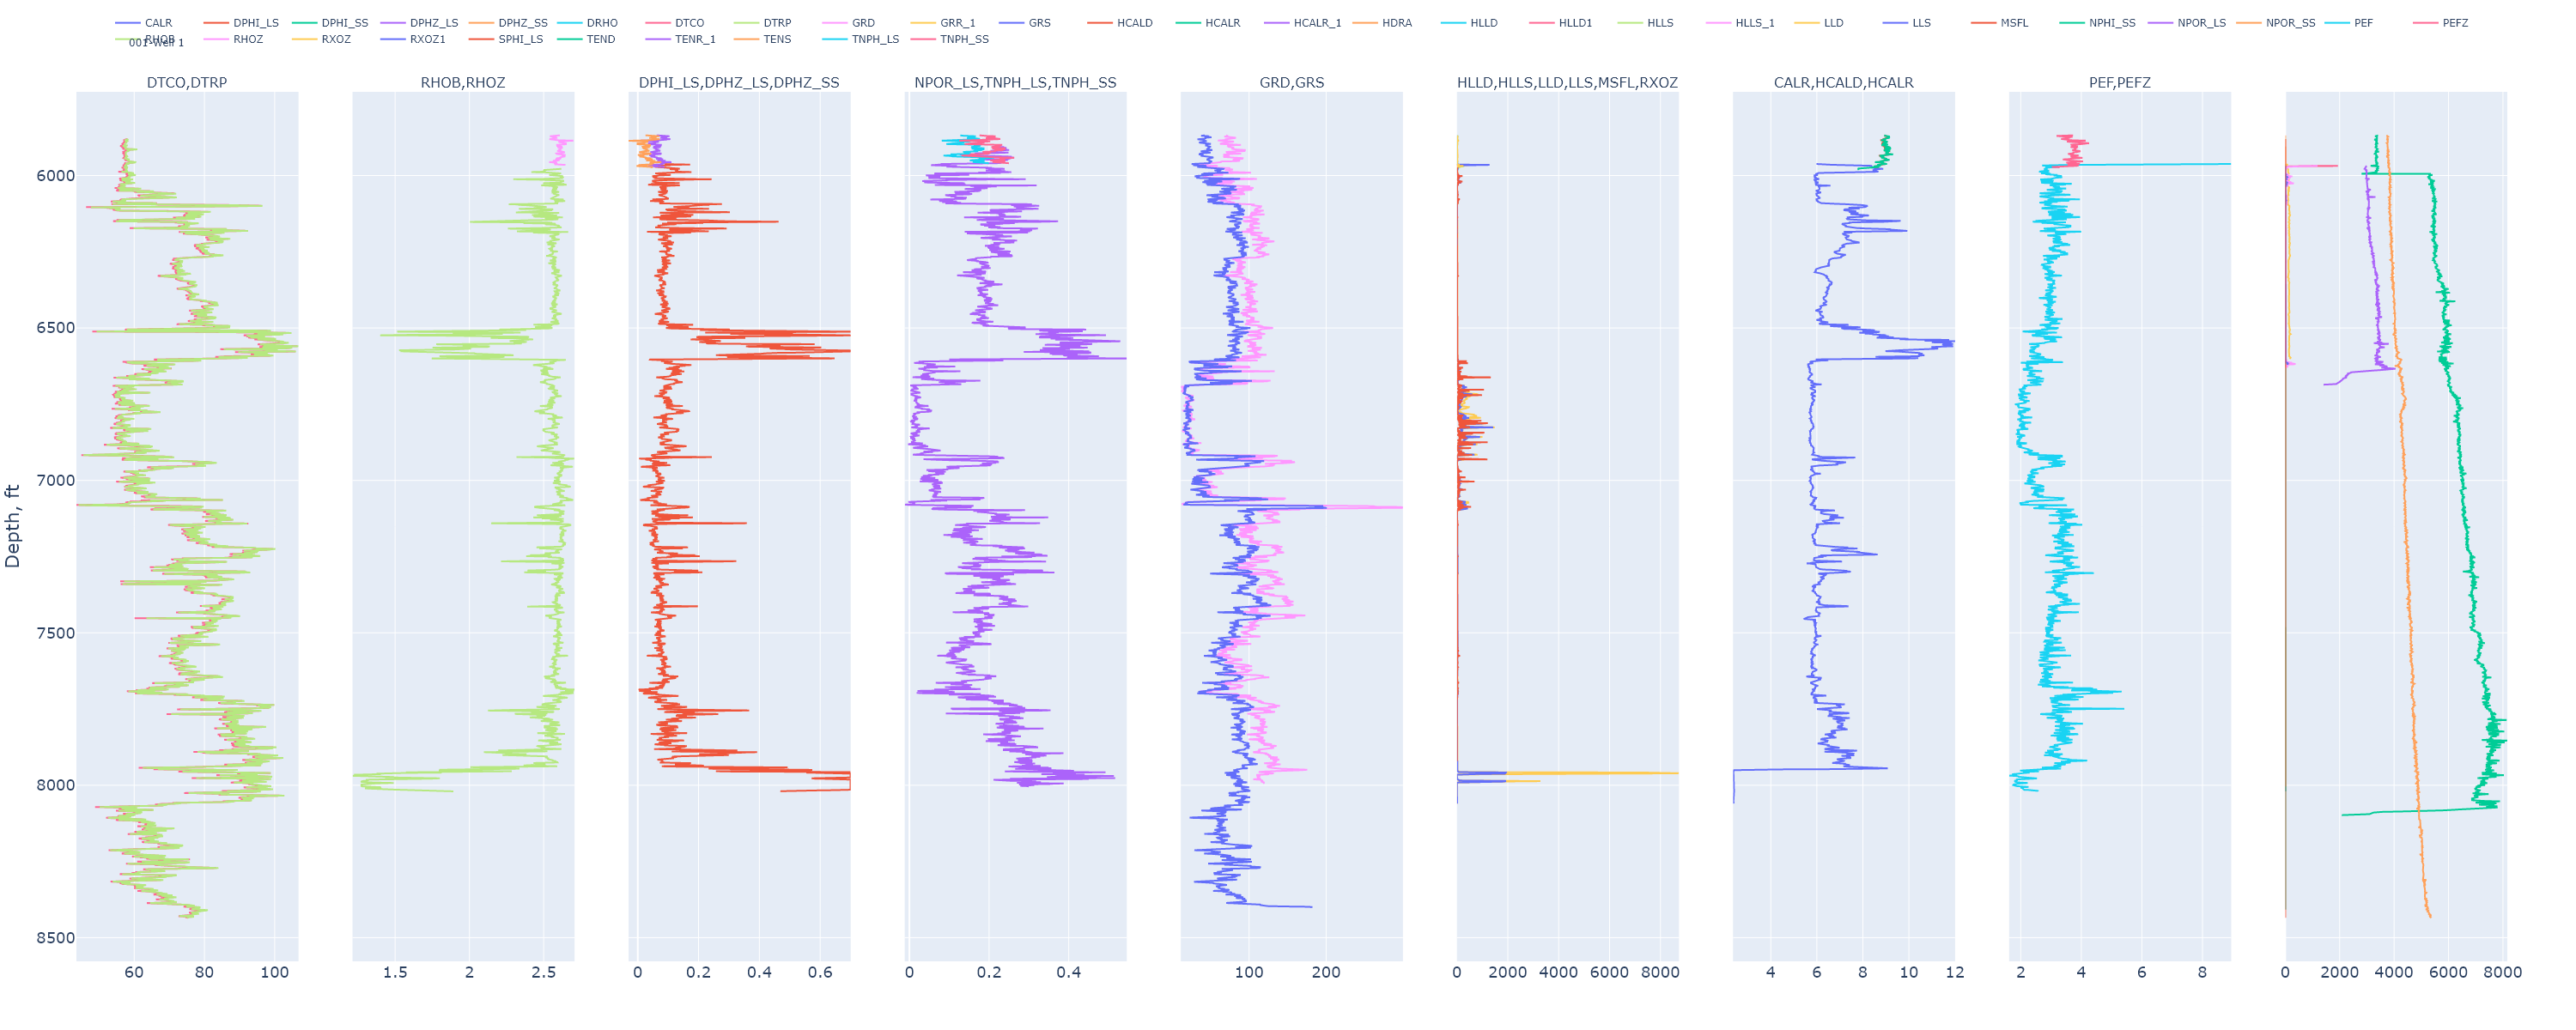 CALR DPHI_LS DPHI_SS DPHZ_LS DPHZ_SS DRHO DTCO DTRP GRD GRR_1 GRS HCALD HCALR HCALR_1 HDRA HLLD HLLD1 HLLS HLLS_1 LLD LLS MSFL NPHI_SS NPOR_LS NPOR_SS PEF PEFZ
RHOB RHOZ RXOZ RXOZ1 SPHI_LS TEND TENR_1 TENS TNPH_LS TNPH_SS
001-Well 1
DTCO,DTRP RHOB,RHOZ DPHI_LS,DPHZ_LS,DPHZ_SS NPOR_LS,TNPH_LS,TNPH_SS GRD,GRS HLLD,HLLS,LLD,LLS,MSFL,RXOZ CALR,HCALD,HCALR PEF,PEFZ
6000
6500
7000
Depth, ft
7500
8000
8500
60 80 100 1.5 2 2.5 0 0.2 0.4 0.6 0 0.2 0.4 100 200 0 2000 4000 6000 8000 4 6 8 10 12 2 4 6 8 0 2000 4000 6000 8000